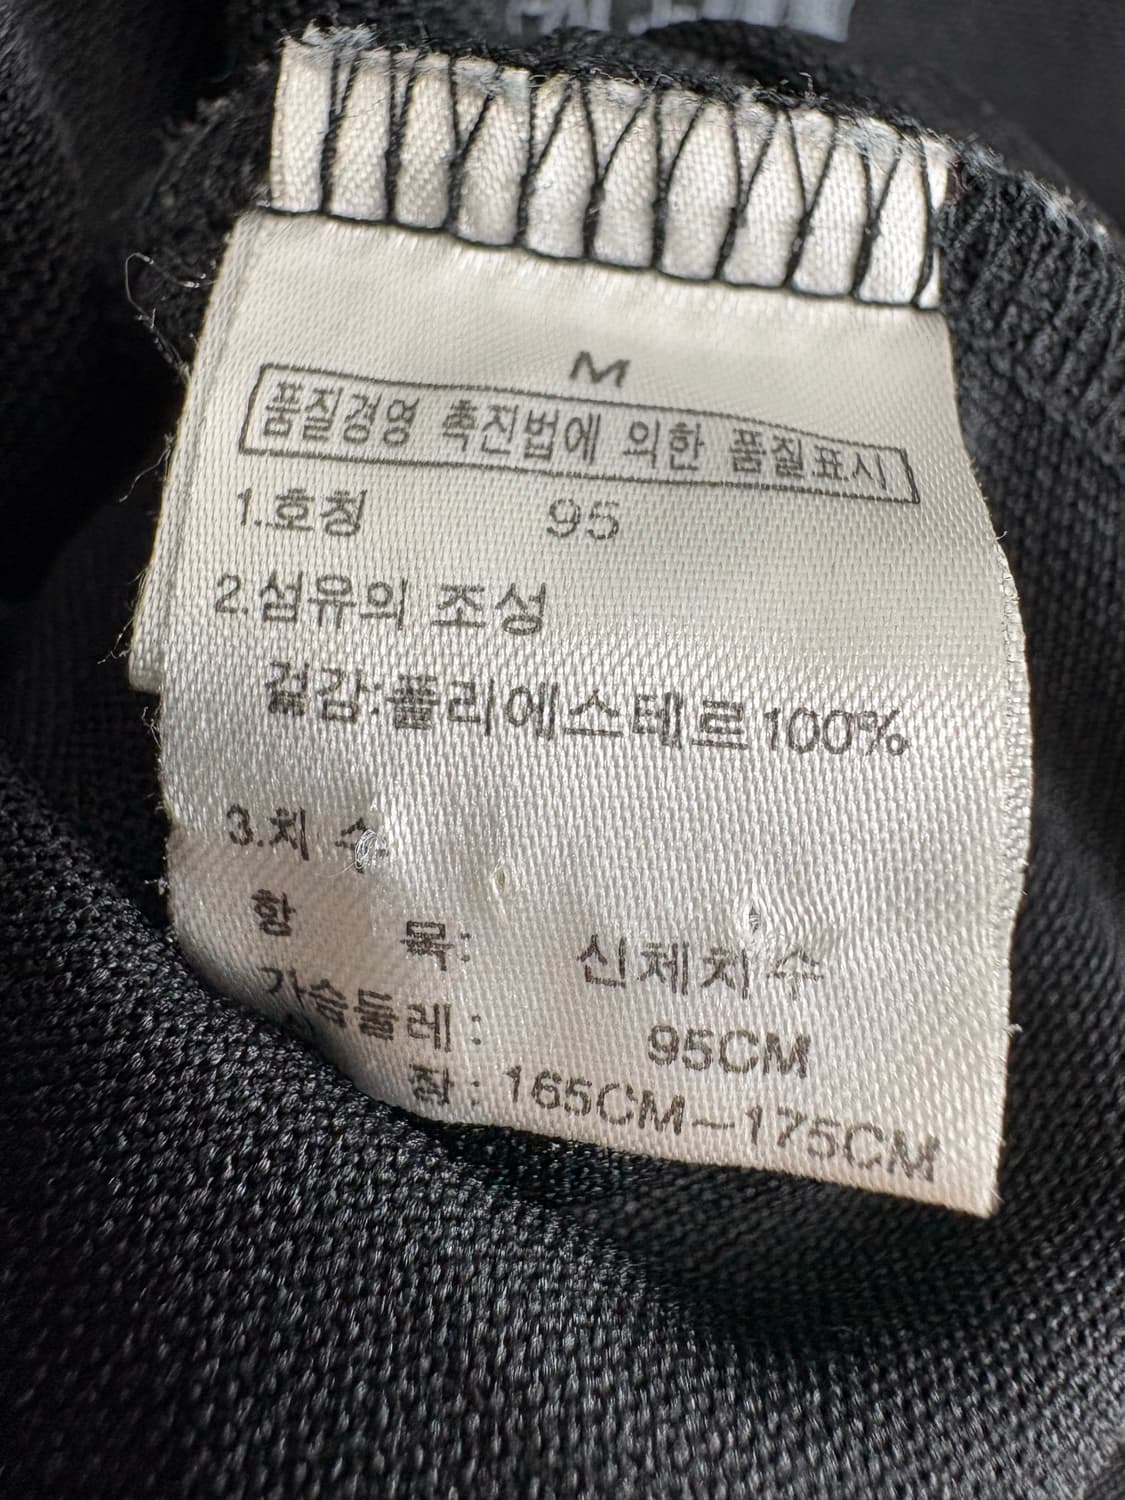 M
품질경영 촉진법에 의한 품질표시
1.호칭 95
2.섬유의 조성
겉감:폴리에스테르100%
3.치 수
항 목: 신체치수
가슴둘레: 95CM
장: 165CM~175CM